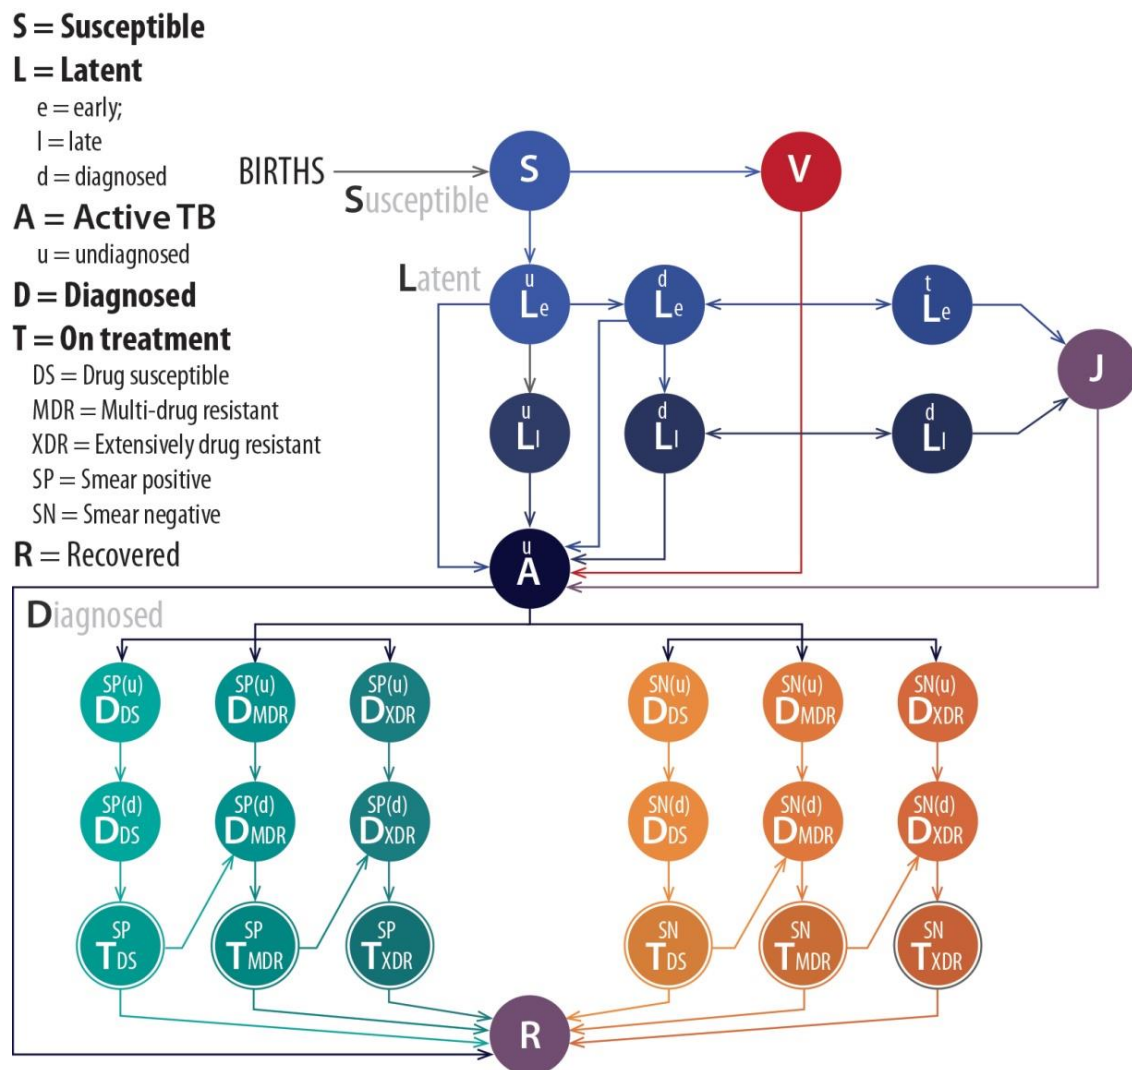 S = Susceptible
L = Latent
e = early;
l = late
d = diagnosed
A = Active TB
u = undiagnosed
D = Diagnosed
T = On treatment
DS = Drug susceptible
MDR = Multi-drug resistant
XDR = Extensively drug resistant
SP = Smear positive
SN = Smear negative
R = Recovered
BIRTHS
S
V
Susceptible
Latent
u
Le
d
Le
t
Le
J
u
Ll
d
Ll
d
Ll
u
A
Diagnosed
SP(u)
DDS
SP(u)
DMDR
SP(u)
DXDR
SN(u)
DDS
SN(u)
DMDR
SN(u)
DXDR
SP(d)
DDS
SP(d)
DMDR
SP(d)
DXDR
SN(d)
DDS
SN(d)
DMDR
SN(d)
DXDR
SP
TDS
SP
TMDR
SP
TXDR
SN
TDS
SN
TMDR
SN
TXDR
R